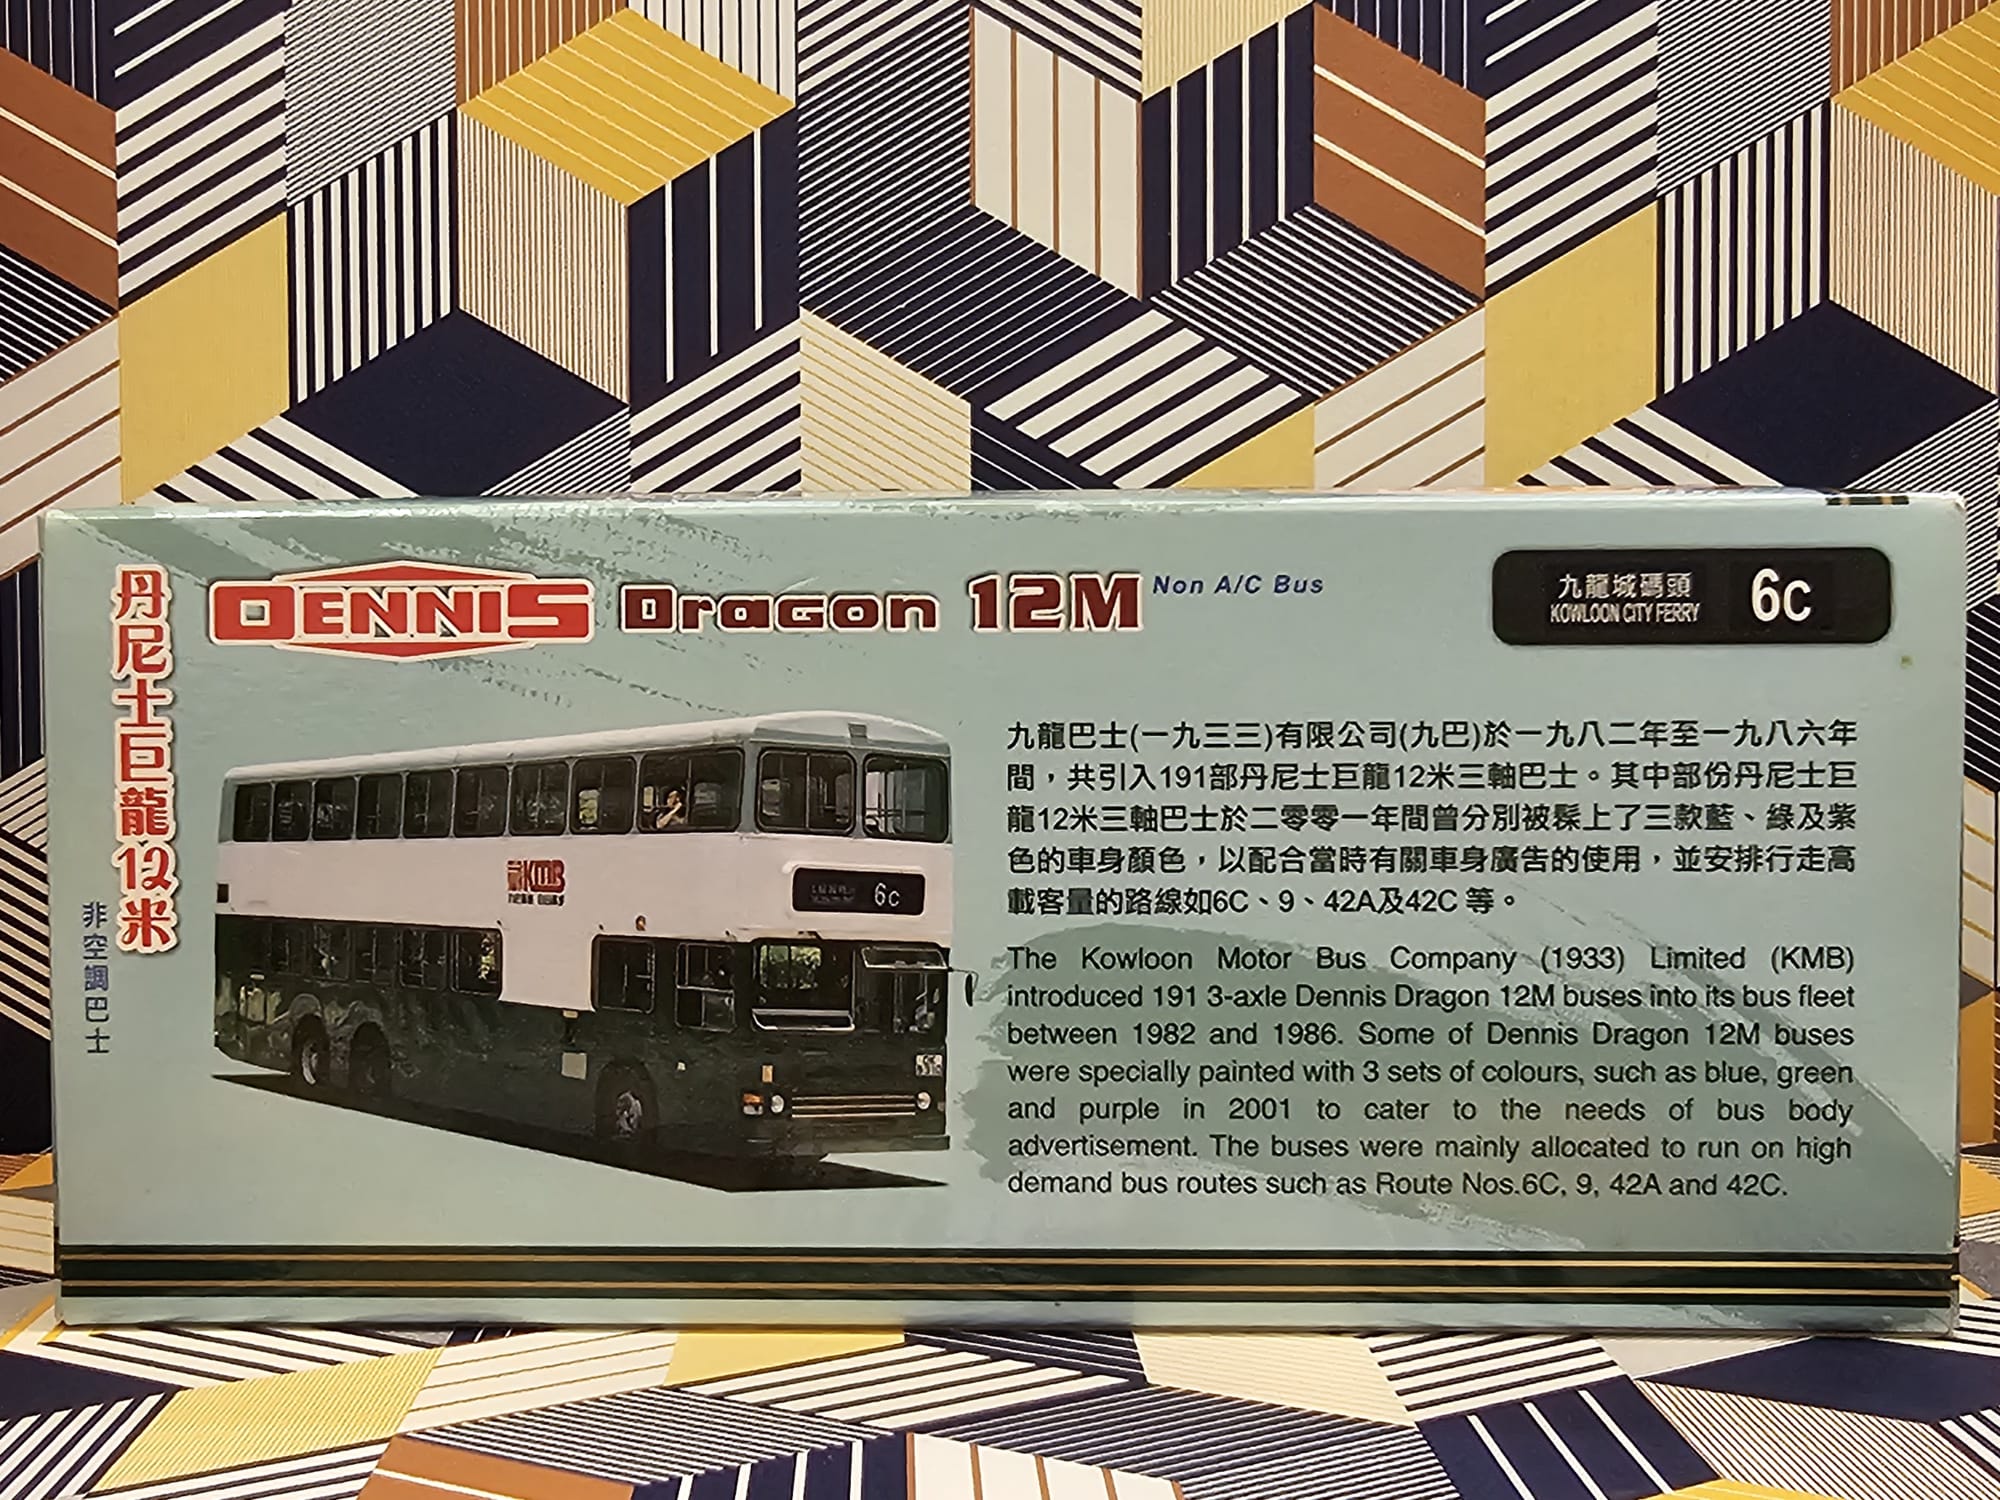 丹尼士巨龍12米
非空調巴士
DENNIS Dragon 12M Non A/C Bus
九龍城碼頭
KOWLOON CITY FERRY
6C
九龍巴士(一九三三)有限公司(九巴)於一九八二年至一九八六年
間，共引入191部丹尼士巨龍12米三軸巴士。其中部份丹尼士巨
龍12米三軸巴士於二零零一年間曾分別被髹上了三款藍、綠及紫
色的車身顏色，以配合當時有關車身廣告的使用，並安排行走高
載客量的路線如6C、9、42A及42C 等。
The Kowloon Motor Bus Company (1933) Limited (KMB)
introduced 191 3-axle Dennis Dragon 12M buses into its bus fleet
between 1982 and 1986. Some of Dennis Dragon 12M buses
were specially painted with 3 sets of colours, such as blue, green
and purple in 2001 to cater to the needs of bus body
advertisement. The buses were mainly allocated to run on high
demand bus routes such as Route Nos.6C, 9, 42A and 42C.
KMB
6C